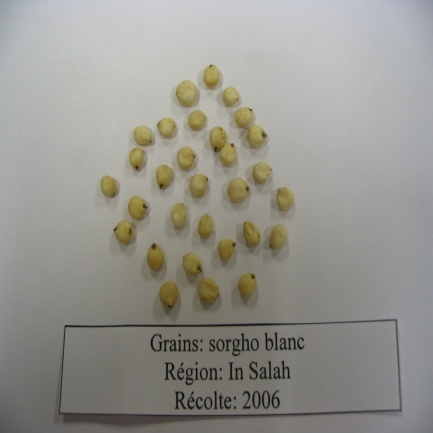 Grains: sorgho blanc
Région: In Salah
Récolte: 2006